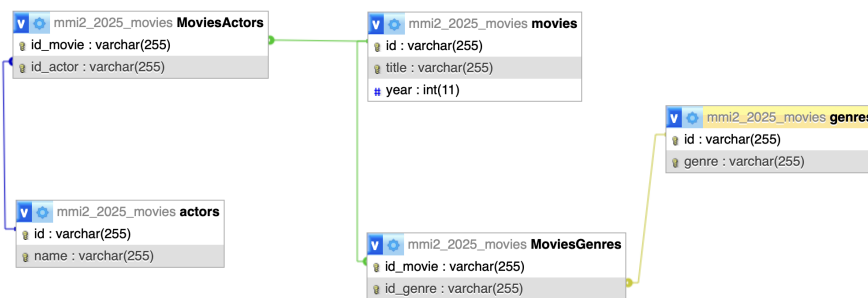 mmi2_2025_movies MoviesActors
id_movie : varchar(255)
id_actor : varchar(255)
mmi2_2025_movies movies
id : varchar(255)
title : varchar(255)
# year : int(11)
mmi2_2025_movies genres
id : varchar(255)
genre : varchar(255)
mmi2_2025_movies actors
id : varchar(255)
name : varchar(255)
mmi2_2025_movies MoviesGenres
id_movie : varchar(255)
id_genre : varchar(255)